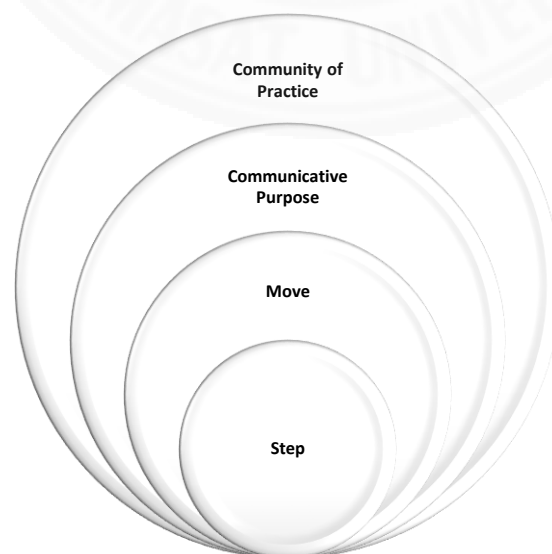 Community of
Practice
Communicative
Purpose
Move
Step